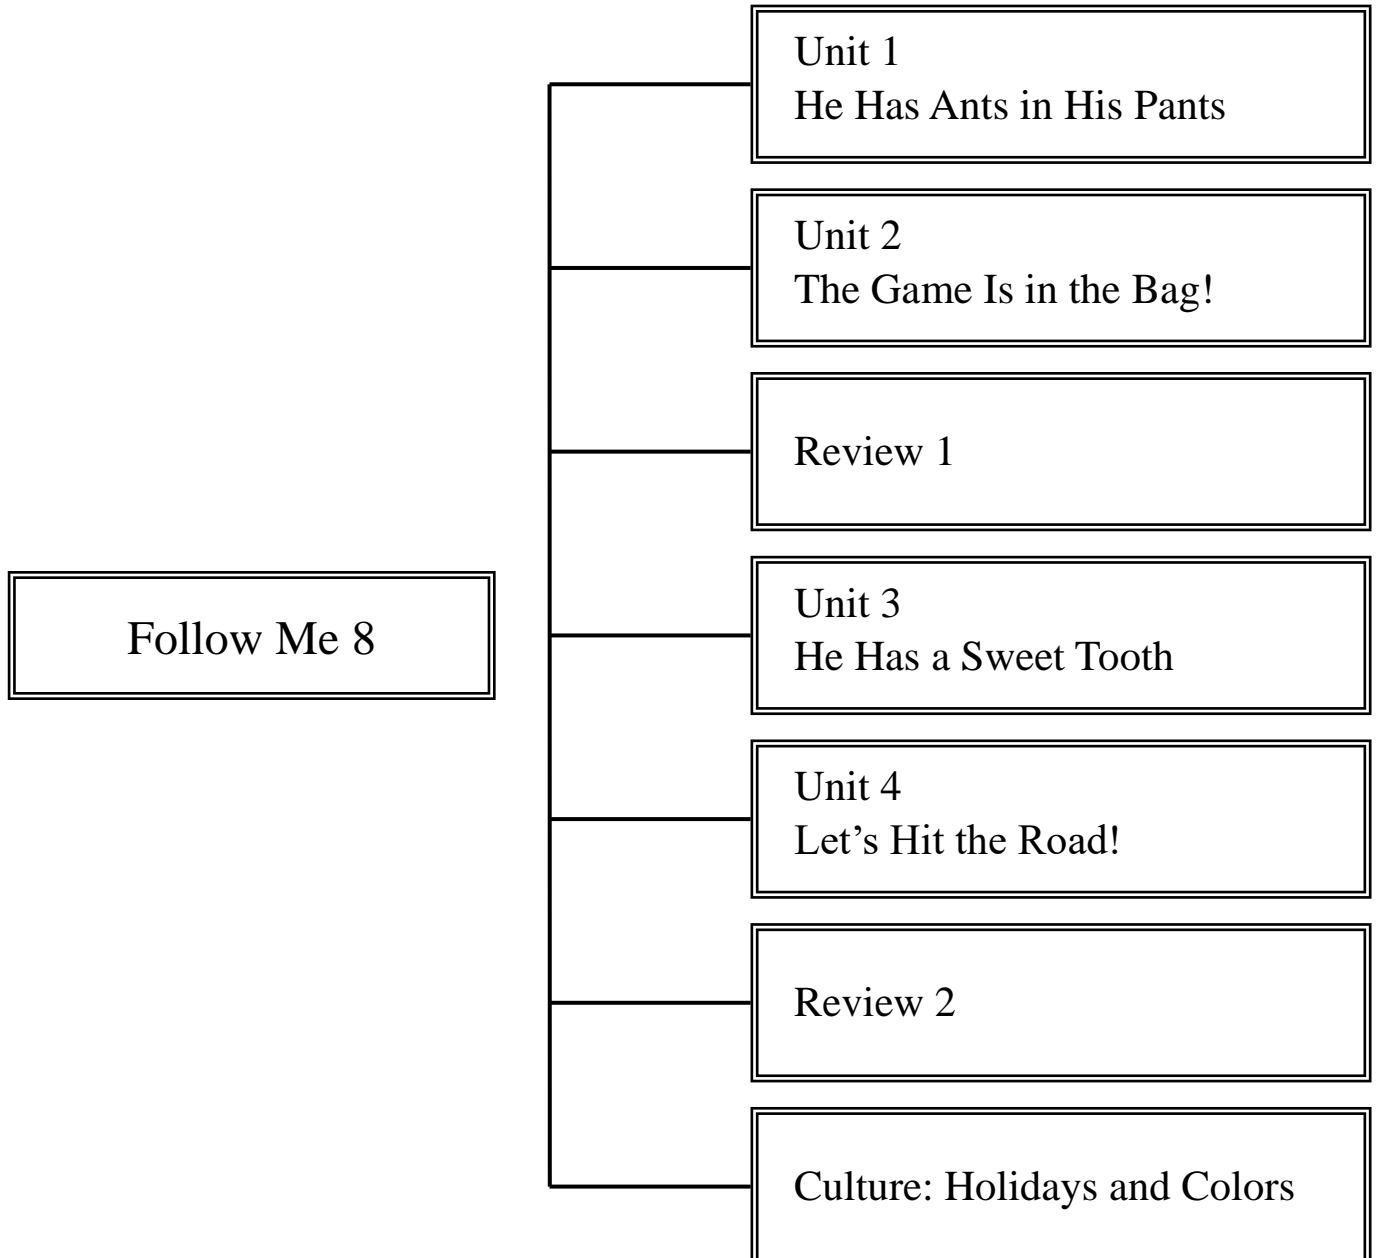 Unit 1
He Has Ants in His Pants
Unit 2
The Game Is in the Bag!
Review 1
Follow Me 8
Unit 3
He Has a Sweet Tooth
Unit 4
Let’s Hit the Road!
Review 2
Culture: Holidays and Colors